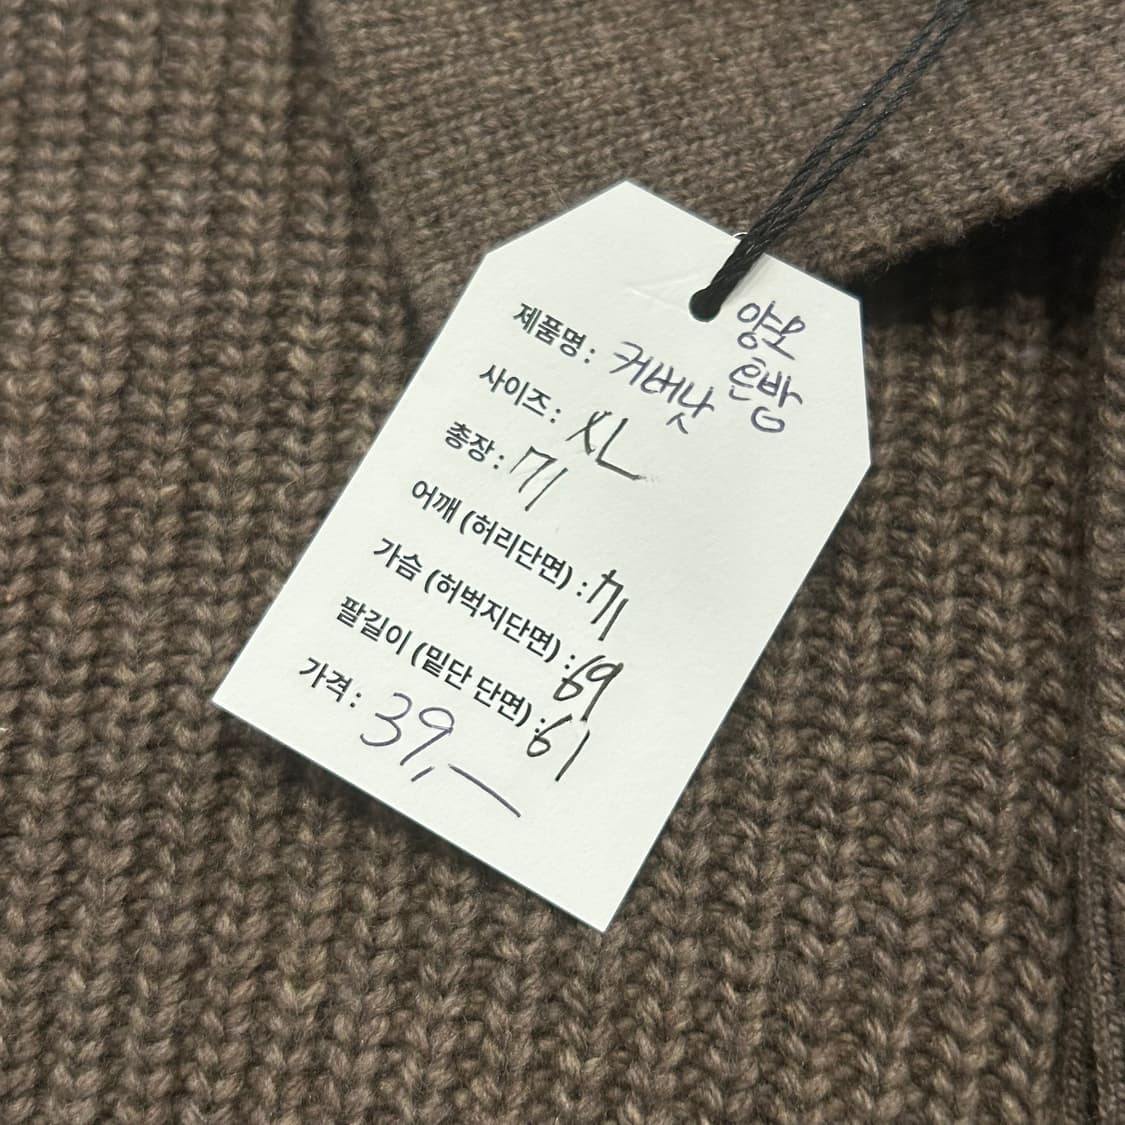 양모
혼방
제품명: 커버낫
사이즈: XL
총장: 71
어깨 (허리단면) : 71
가슴 (허벅지단면) : 69
팔길이 (밑단 단면) : 61
가격: 39,—